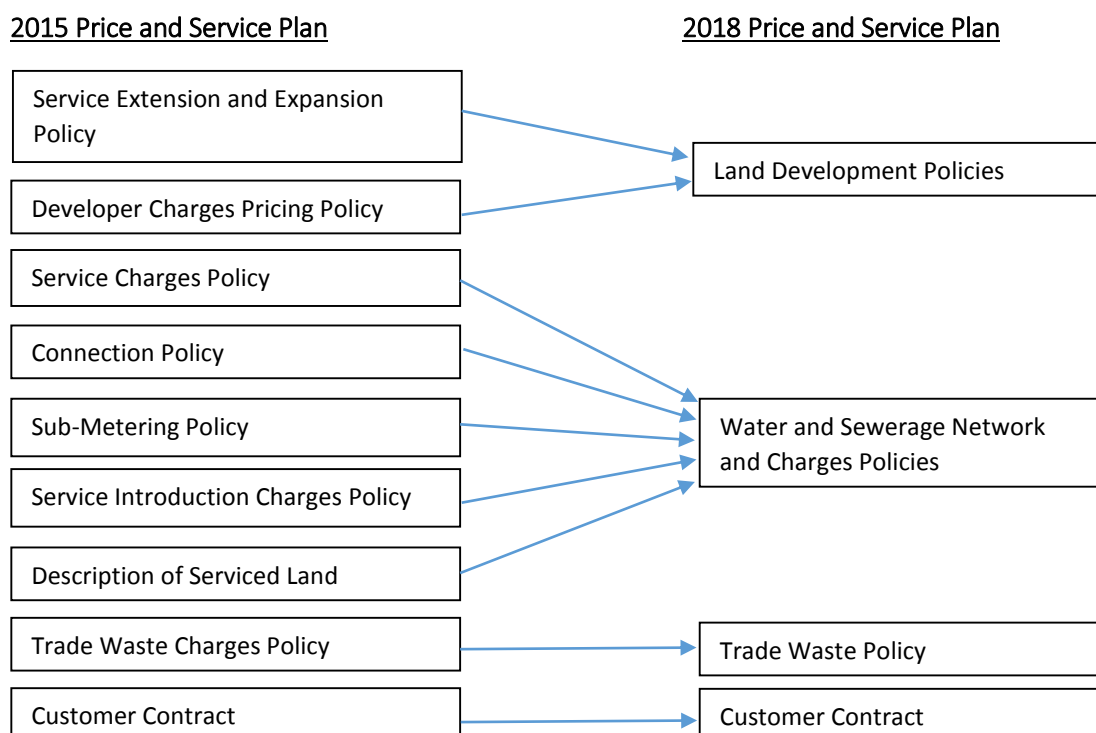 2015 Price and Service Plan
2018 Price and Service Plan
Service Extension and Expansion
Policy
Land Development Policies
Developer Charges Pricing Policy
Service Charges Policy
Connection Policy
Sub-Metering Policy
Water and Sewerage Network
and Charges Policies
Service Introduction Charges Policy
Description of Serviced Land
Trade Waste Charges Policy
Trade Waste Policy
Customer Contract
Customer Contract